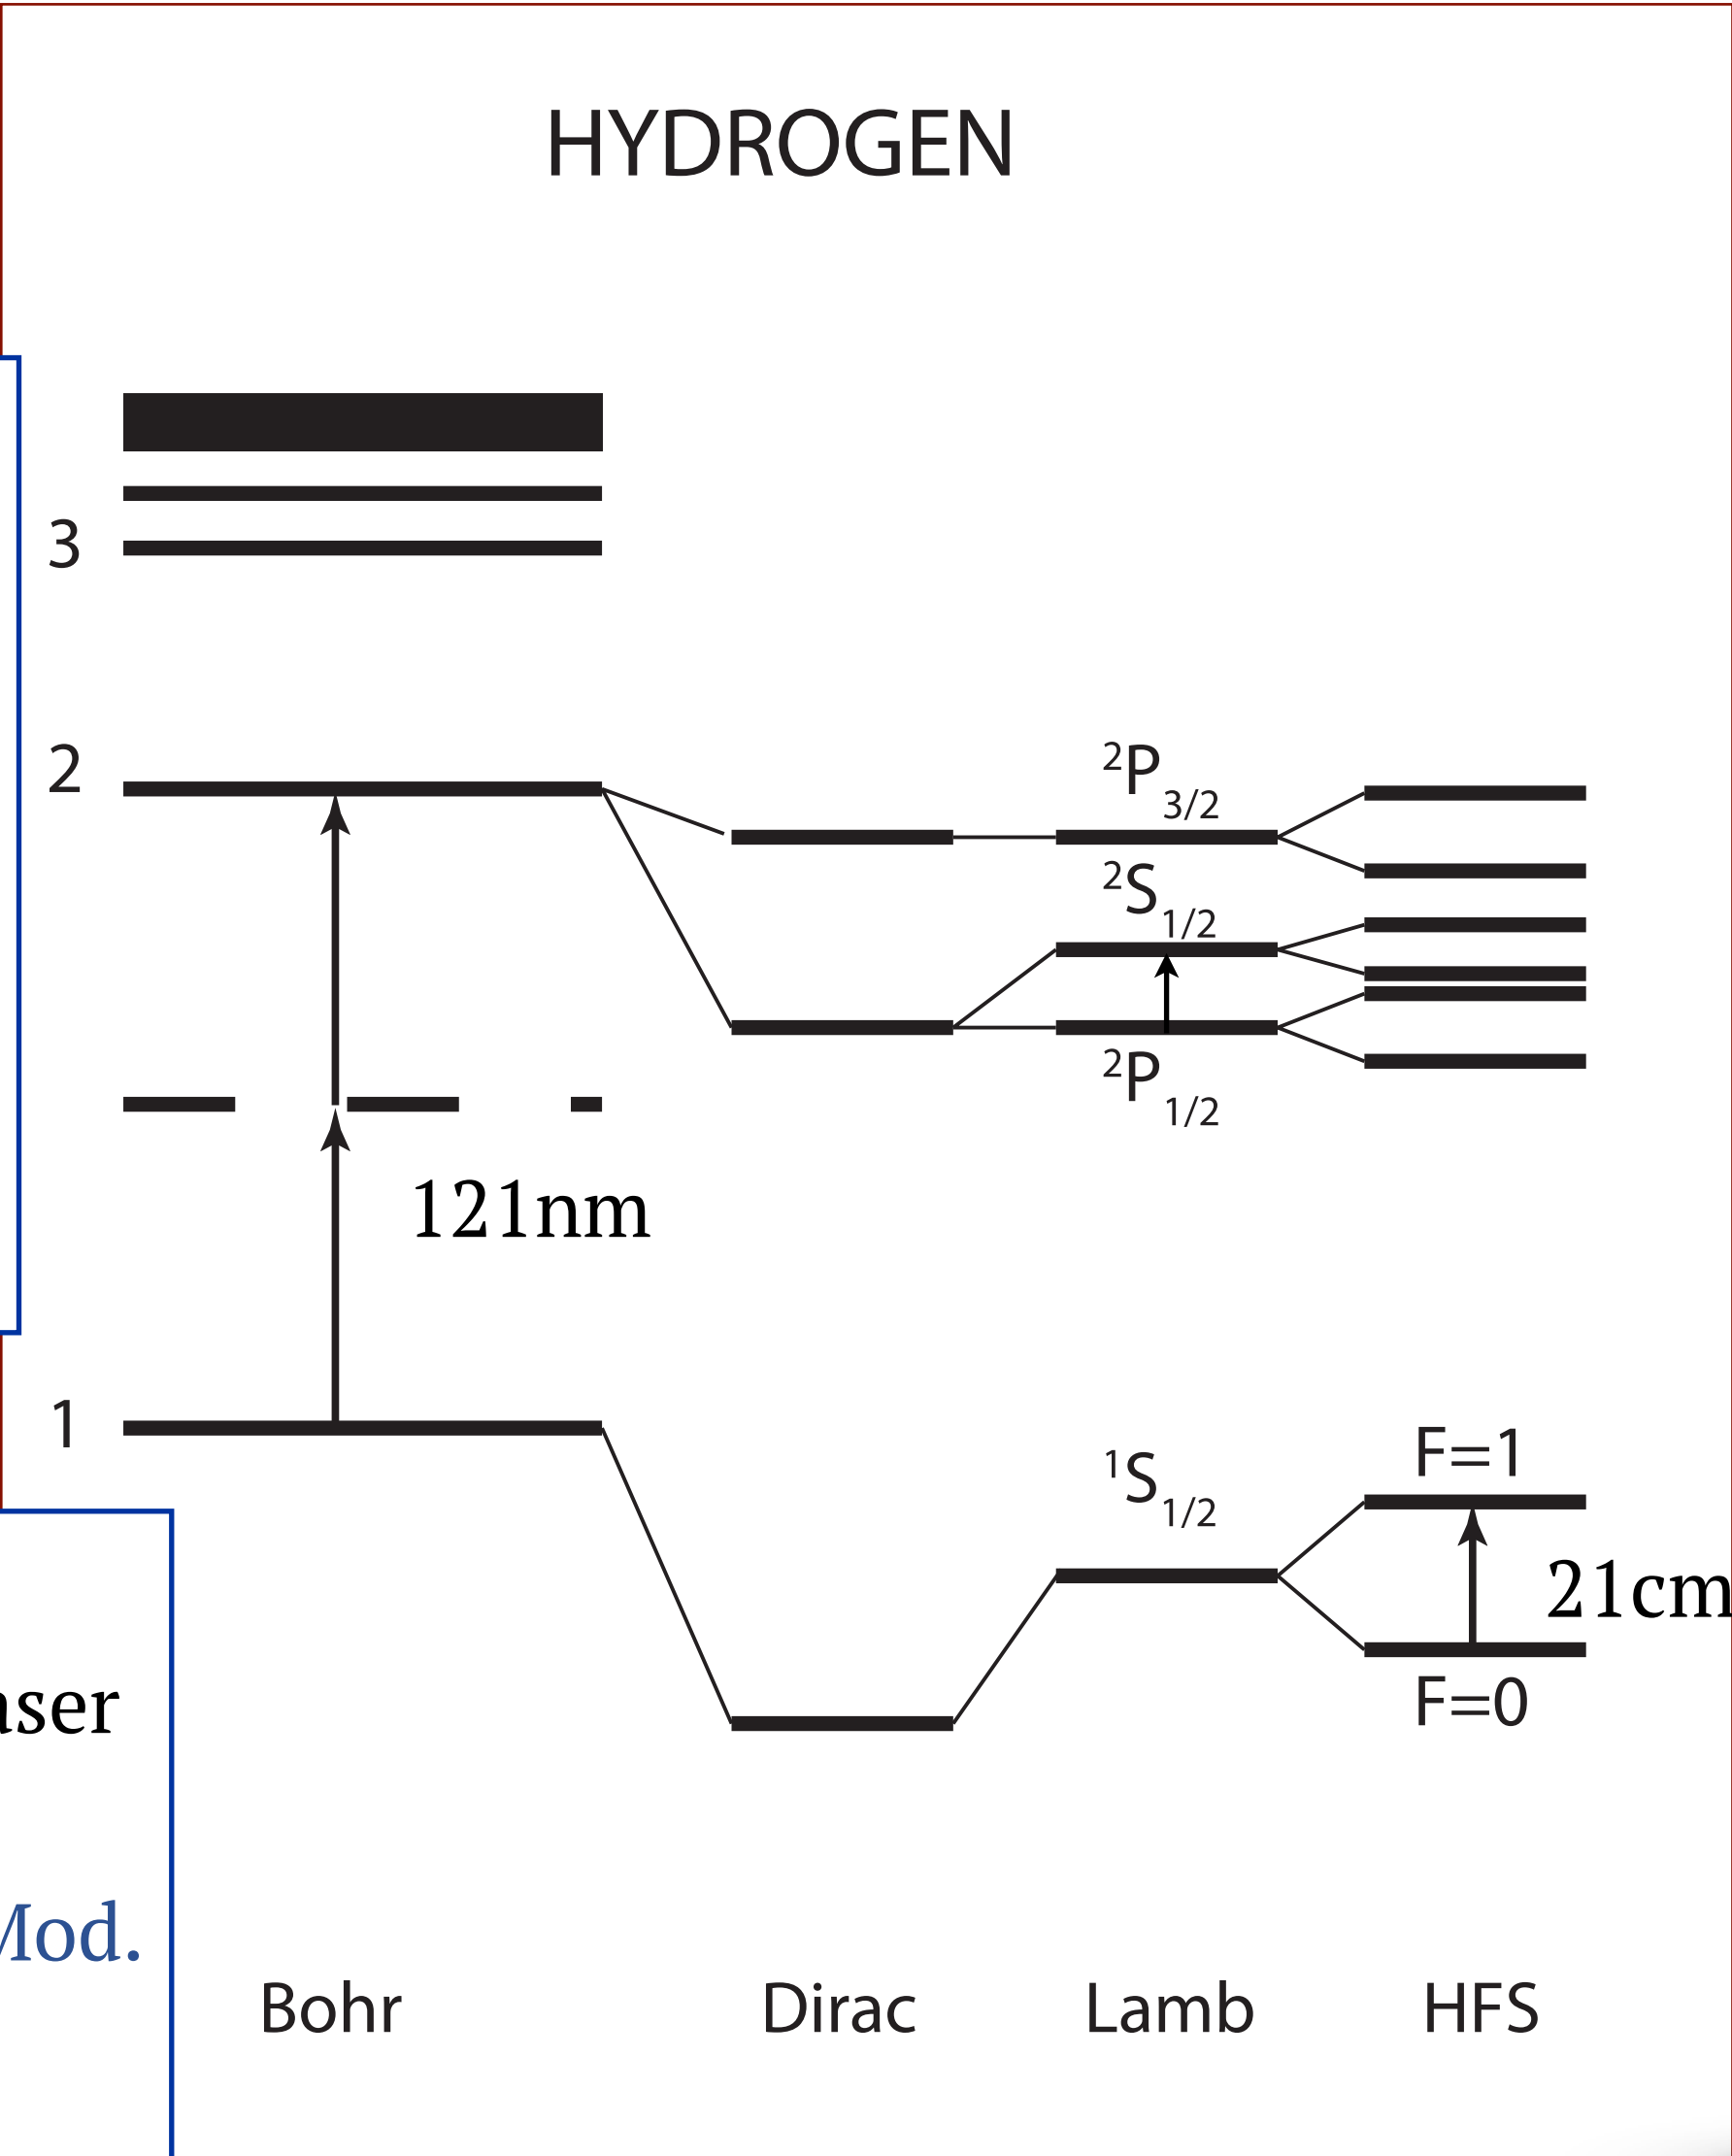 HYDROGEN
3
2
²P₃/₂
²S₁/₂
²P₁/₂
121nm
1
¹S₁/₂
F=1
21cm
F=0
Mod.
Bohr Dirac Lamb HFS